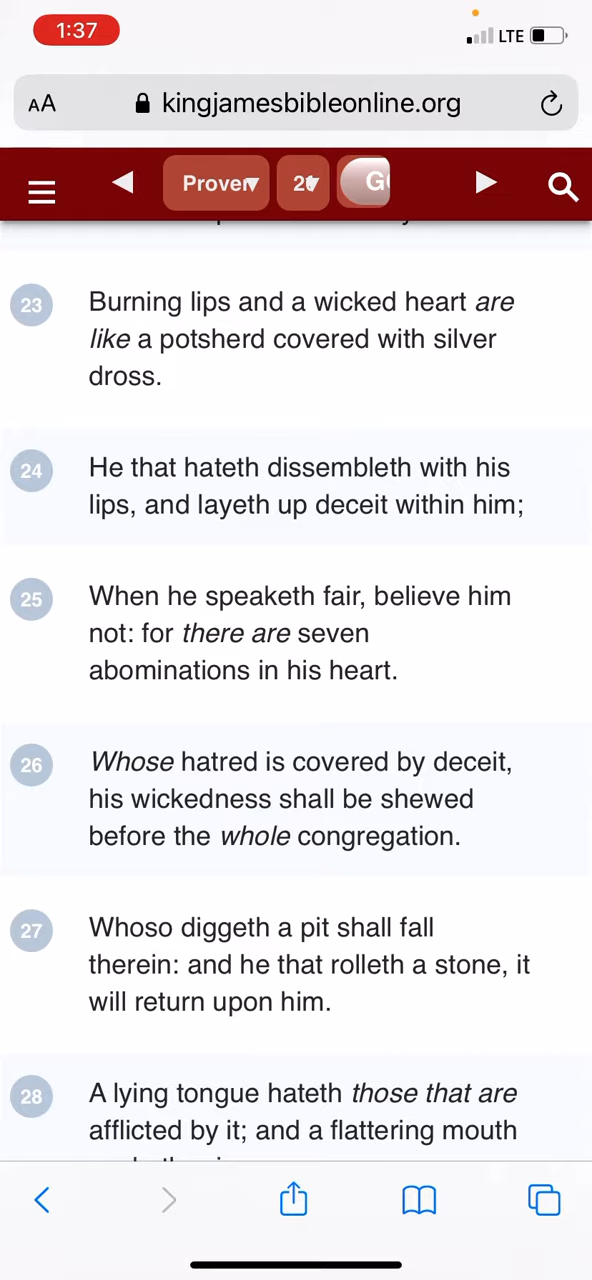 1:37
LTE
AA
kingjamesbibleonline.org
Prover
23
Burning lips and a wicked heart are
like a potsherd covered with silver
dross.
24
He that hateth dissembleth with his
lips, and layeth up deceit within him;
25
When he speaketh fair, believe him
not: for there are seven
abominations in his heart.
26
Whose hatred is covered by deceit,
his wickedness shall be shewed
before the whole congregation.
27
Whoso diggeth a pit shall fall
therein: and he that rolleth a stone, it
will return upon him.
28
A lying tongue hateth those that are
afflicted by it; and a flattering mouth